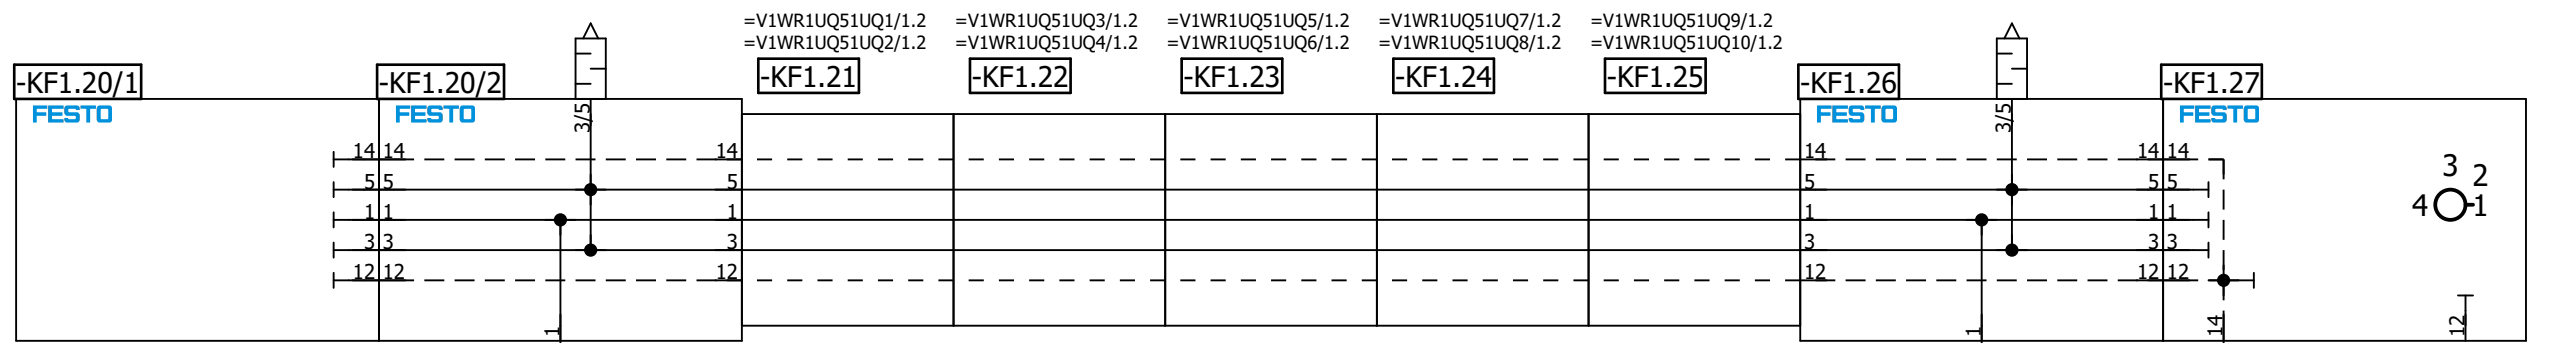 =V1WR1UQ51UQ1/1.2 =V1WR1UQ51UQ3/1.2 =V1WR1UQ51UQ5/1.2 =V1WR1UQ51UQ7/1.2 =V1WR1UQ51UQ9/1.2
=V1WR1UQ51UQ2/1.2 =V1WR1UQ51UQ4/1.2 =V1WR1UQ51UQ6/1.2 =V1WR1UQ51UQ8/1.2 =V1WR1UQ51UQ10/1.2
-KF1.20/1 -KF1.20/2 -KF1.21 -KF1.22 -KF1.23 -KF1.24 -KF1.25 -KF1.26 -KF1.27
FESTO FESTO 3/5 FESTO 3/5 FESTO
14 14 14 14 14 14
5 5 5 5 5 5 3 2
1 1 1 1 1 1 4 1
3 3 3 3 3 3
12 12 12 12 12 12
1 1 14 12